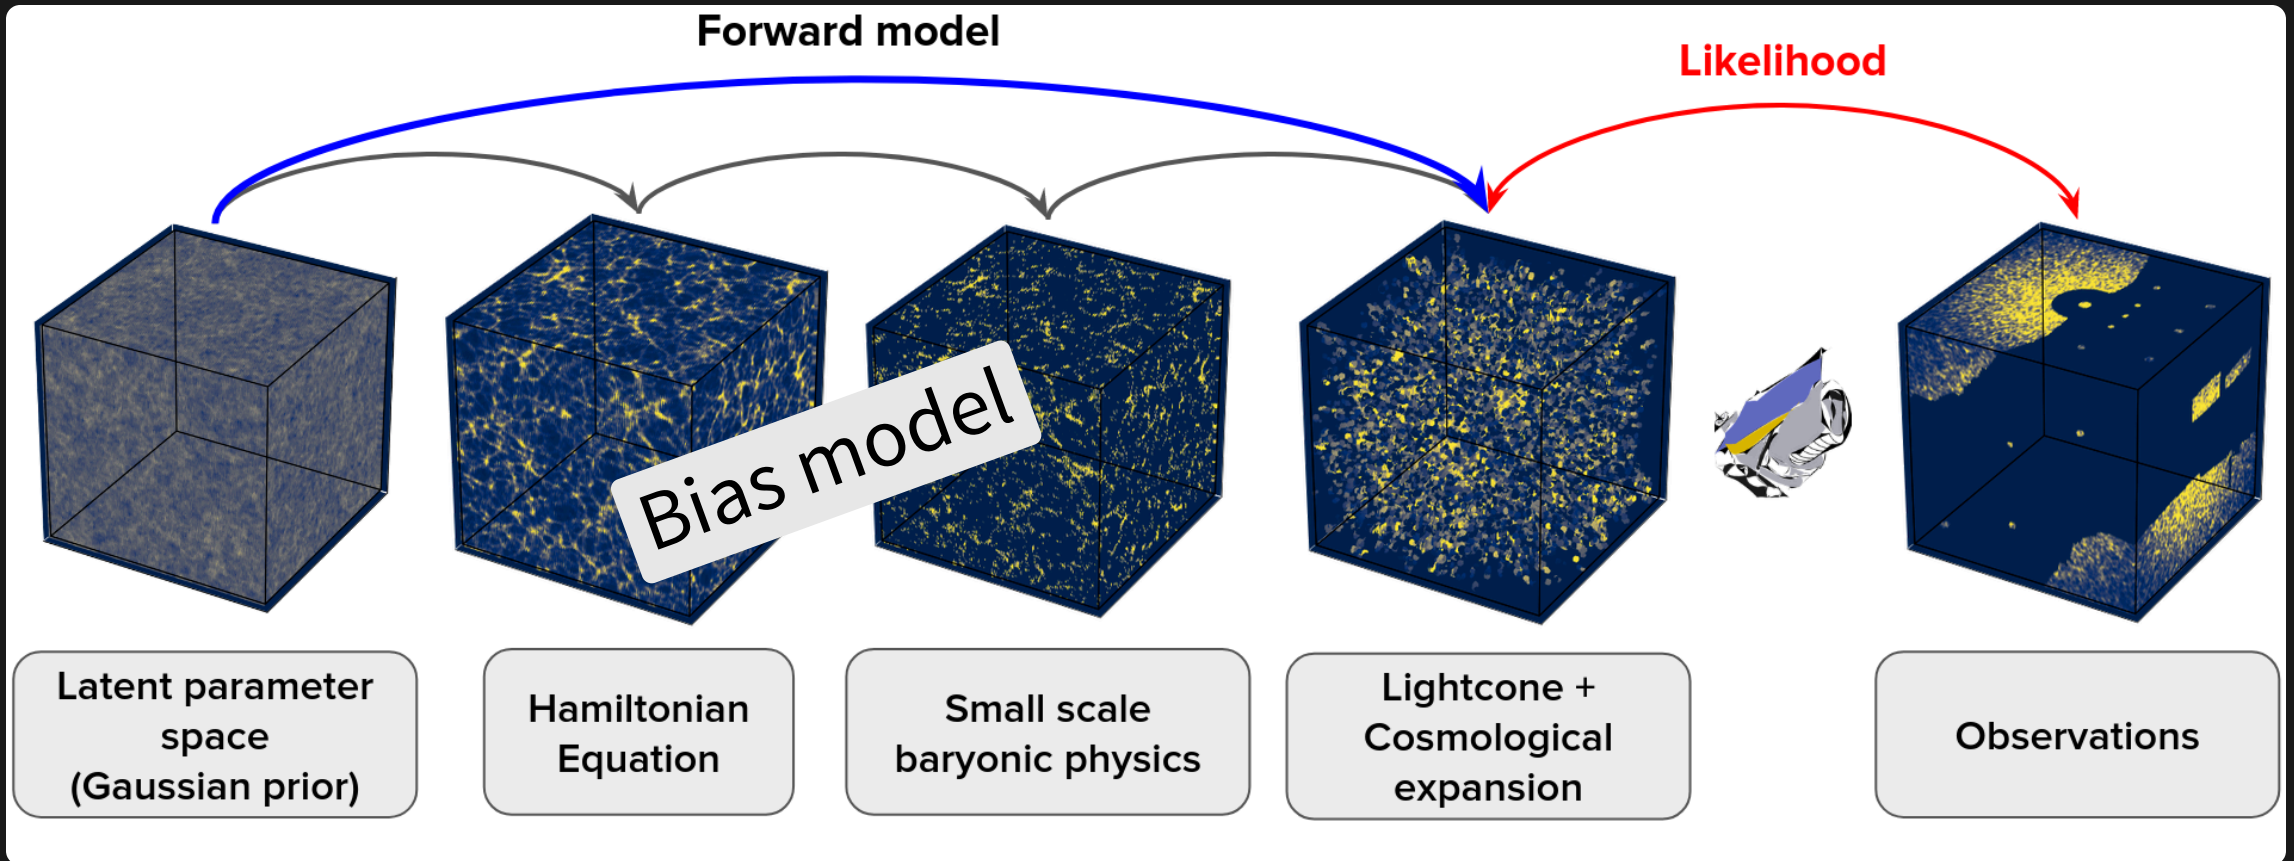 Forward model
Likelihood
Bias model
Latent parameter
space
(Gaussian prior)
Hamiltonian
Equation
Small scale
baryonic physics
Lightcone +
Cosmological
expansion
Observations